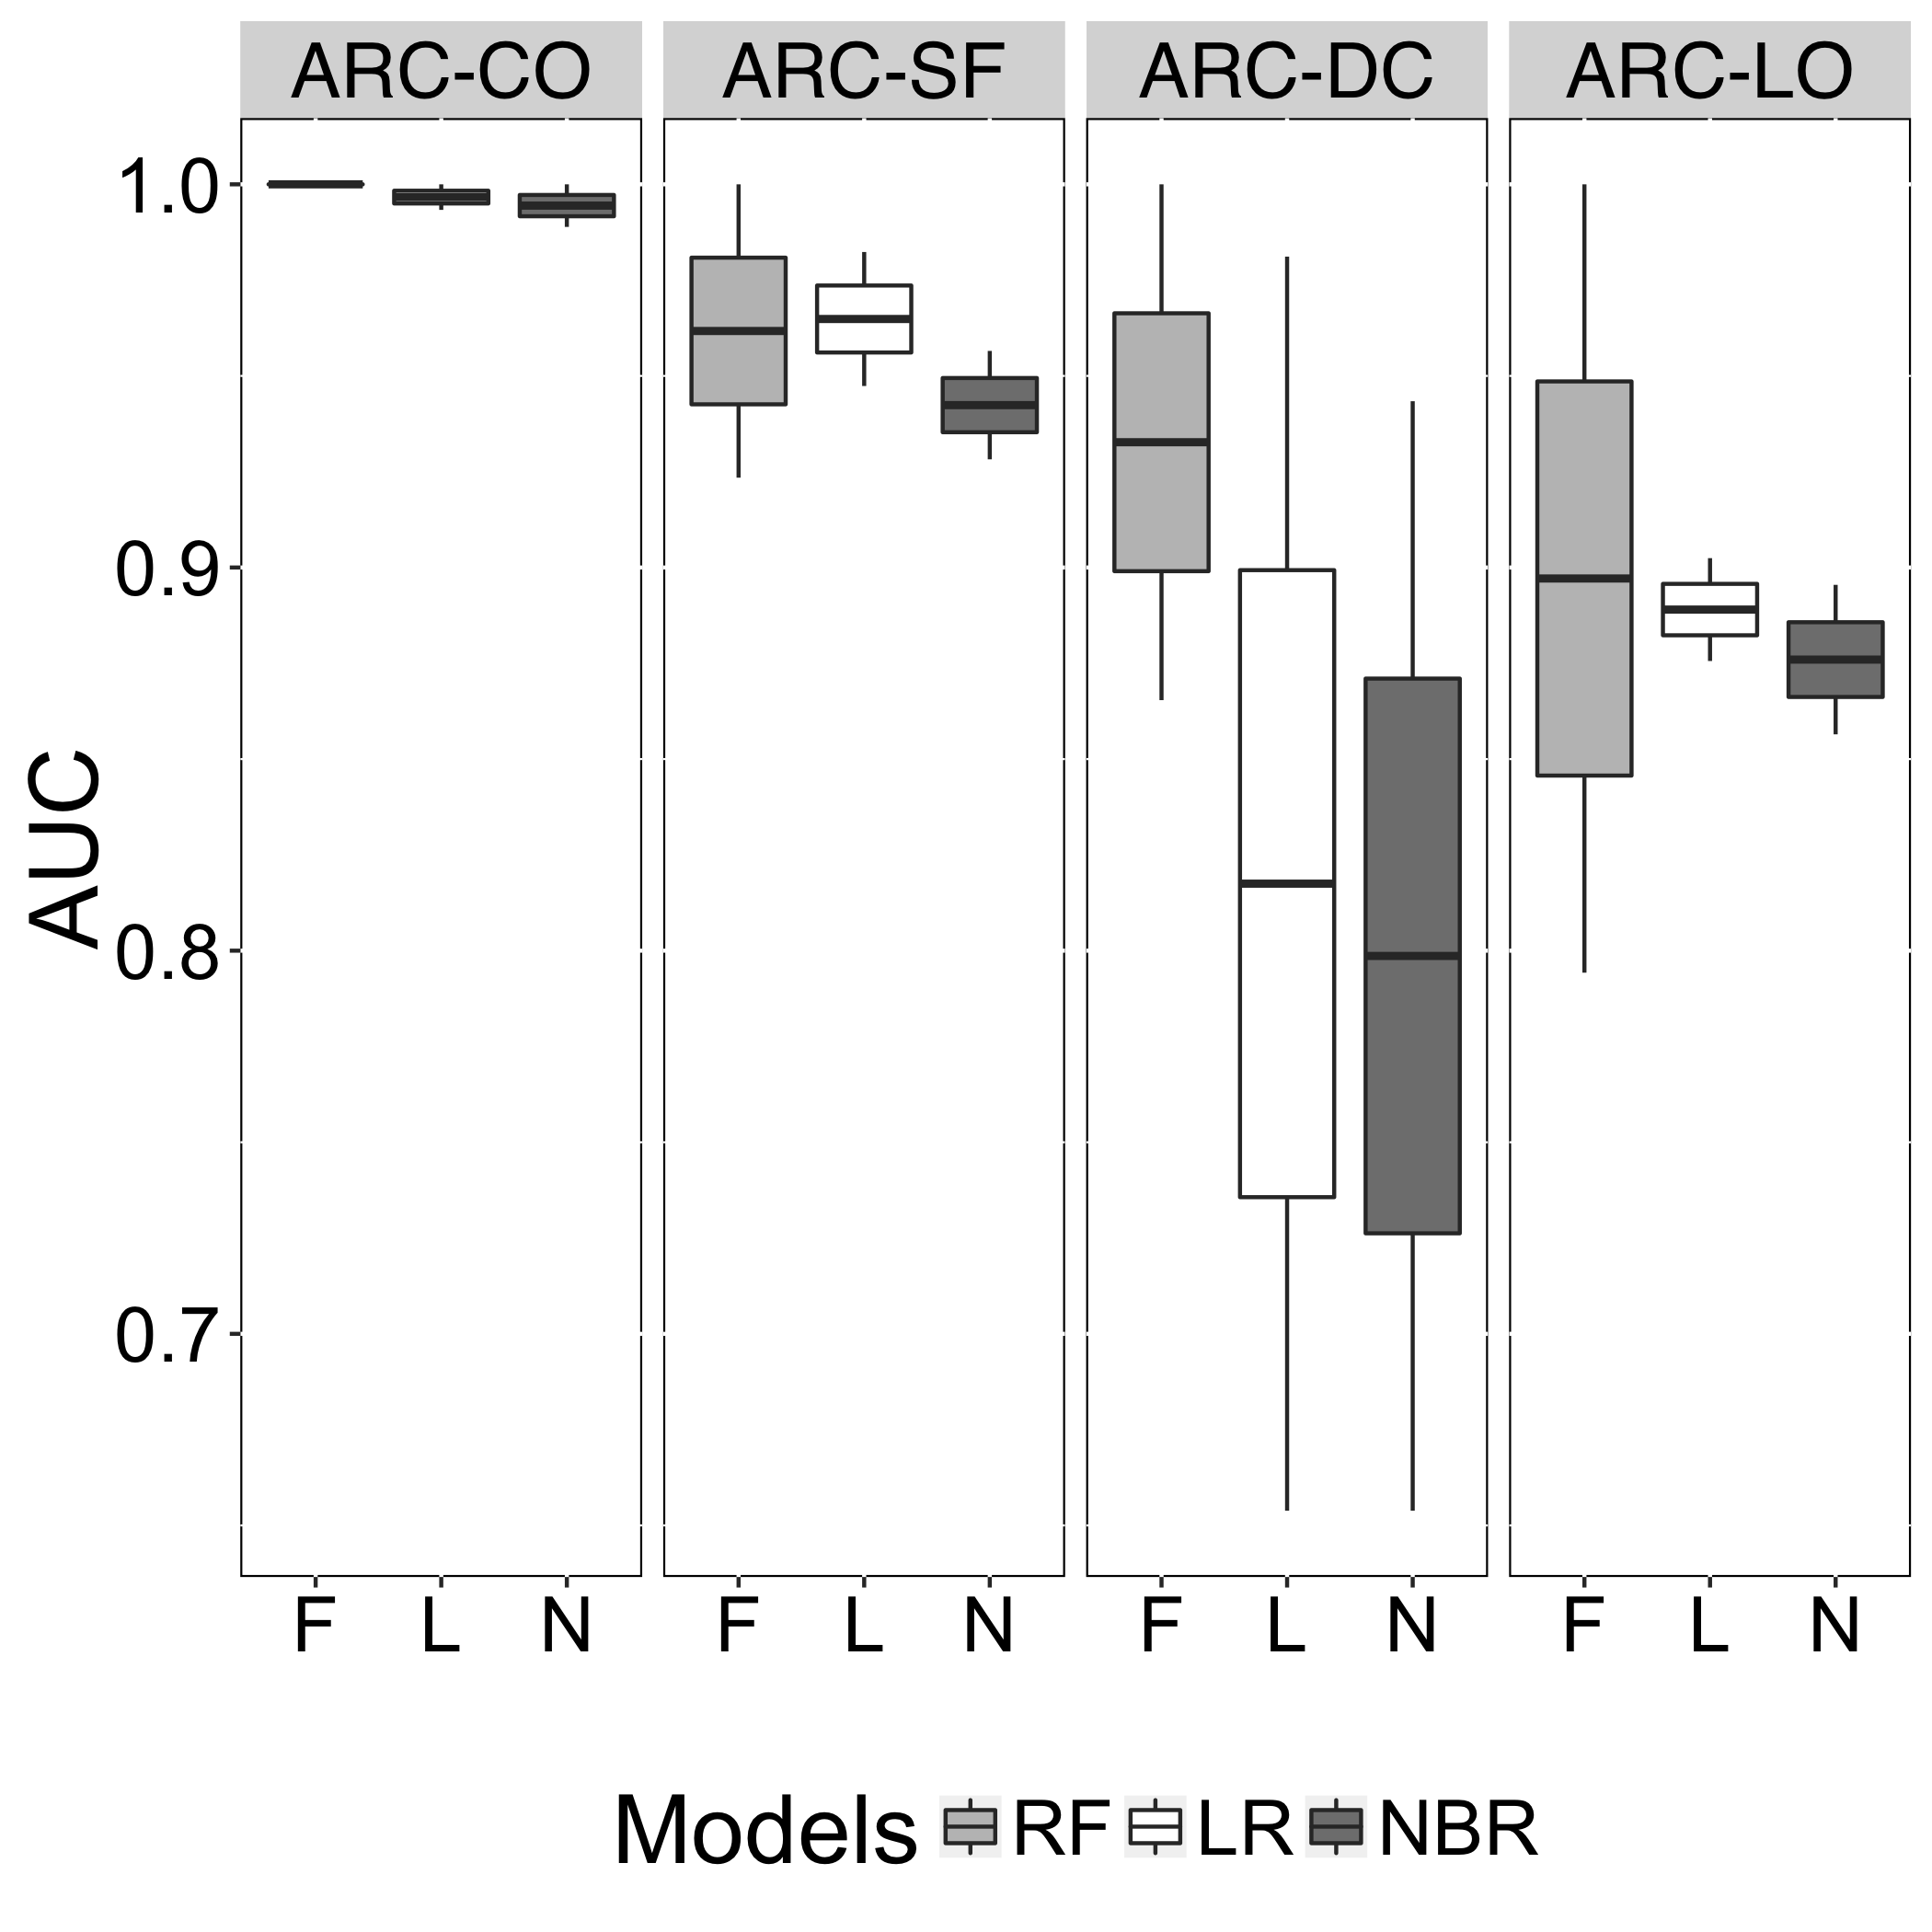 ARC-CO ARC-SF ARC-DC ARC-LO
1.0
0.9
0.8
0.7
AUC
F L N F L N F L N F L N
Models RF LR NBR